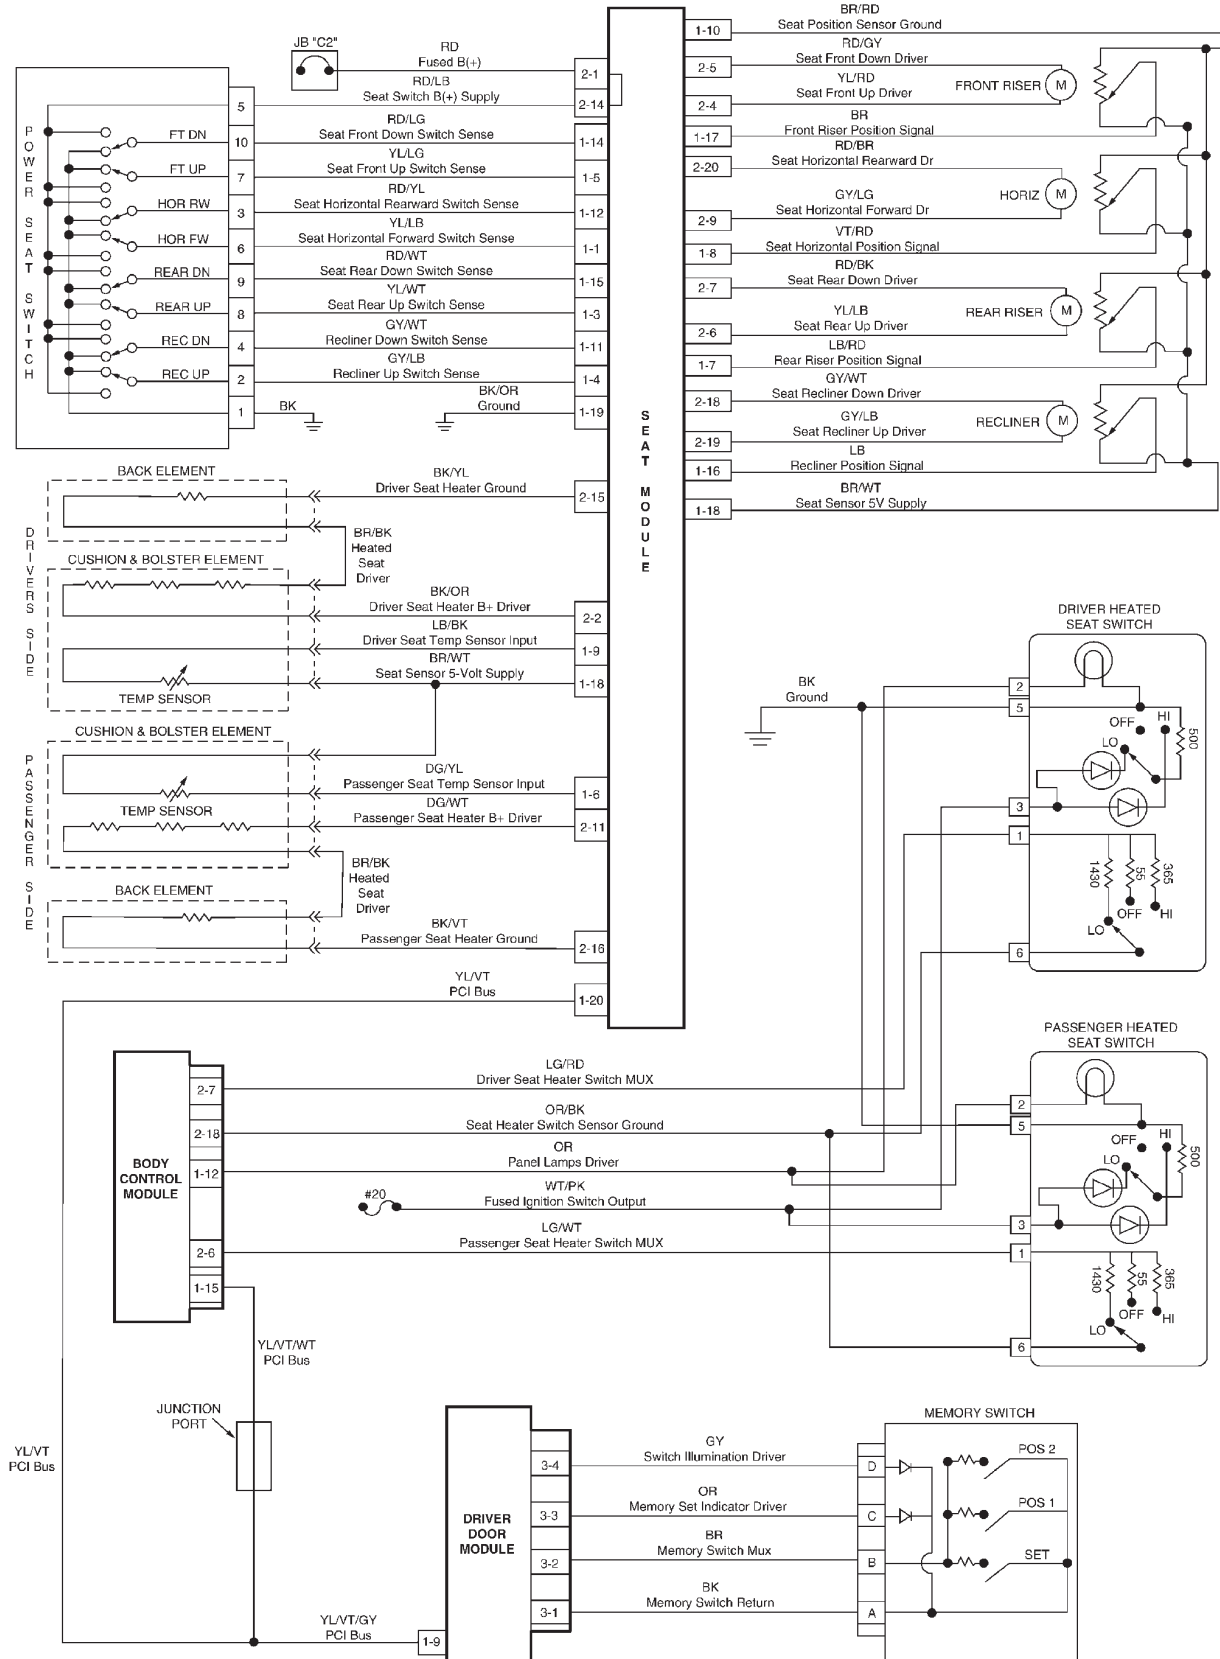 JB "C2"
RD
Fused B(+)
2-1
RD/LB
5
Seat Switch B(+) Supply
2-14
POWER SEAT SWITCH
FT DN
10
RD/LG
Seat Front Down Switch Sense
1-14
FT UP
7
YL/LG
Seat Front Up Switch Sense
1-5
HOR RW
3
RD/YL
Seat Horizontal Rearward Switch Sense
1-12
HOR FW
6
YL/LB
Seat Horizontal Forward Switch Sense
1-1
REAR DN
9
RD/WT
Seat Rear Down Switch Sense
1-15
REAR UP
8
YL/WT
Seat Rear Up Switch Sense
1-3
REC DN
4
GY/WT
Recliner Down Switch Sense
1-11
REC UP
2
GY/LB
Recliner Up Switch Sense
1-4
1
BK
BK/OR
Ground
1-19
SEAT MODULE
1-10
BR/RD
Seat Position Sensor Ground
2-5
RD/GY
Seat Front Down Driver
FRONT RISER
M
2-4
YL/RD
Seat Front Up Driver
1-17
BR
Front Riser Position Signal
2-20
RD/BR
Seat Horizontal Rearward Dr
HORIZ
M
2-9
GY/LG
Seat Horizontal Forward Dr
1-8
VT/RD
Seat Horizontal Position Signal
2-7
RD/BK
Seat Rear Down Driver
REAR RISER
M
2-6
YL/LB
Seat Rear Up Driver
1-7
LB/RD
Rear Riser Position Signal
2-18
GY/WT
Seat Recliner Down Driver
RECLINER
M
2-19
GY/LB
Seat Recliner Up Driver
1-16
LB
Recliner Position Signal
1-18
BR/WT
Seat Sensor 5V Supply
DRIVERS SIDE
BACK ELEMENT
BK/YL
Driver Seat Heater Ground
2-15
BR/BK
Heated
Seat
Driver
CUSHION & BOLSTER ELEMENT
BK/OR
Driver Seat Heater B+ Driver
2-2
LB/BK
Driver Seat Temp Sensor Input
1-9
BR/WT
Seat Sensor 5-Volt Supply
1-18
TEMP SENSOR
PASSENGER SIDE
CUSHION & BOLSTER ELEMENT
DG/YL
Passenger Seat Temp Sensor Input
1-6
TEMP SENSOR
DG/WT
Passenger Seat Heater B+ Driver
2-11
BR/BK
Heated
Seat
Driver
BACK ELEMENT
BK/VT
Passenger Seat Heater Ground
2-16
YL/VT
PCI Bus
1-20
DRIVER HEATED
SEAT SWITCH
BK
Ground
2
5
OFF
HI
LO
500
3
1
1430
55
365
OFF
HI
LO
6
PASSENGER HEATED
SEAT SWITCH
2
5
OFF
HI
LO
500
3
1
1430
55
365
OFF
HI
LO
6
BODY
CONTROL
MODULE
2-7
LG/RD
Driver Seat Heater Switch MUX
2-18
OR/BK
Seat Heater Switch Sensor Ground
1-12
OR
Panel Lamps Driver
#20
WT/PK
Fused Ignition Switch Output
2-6
LG/WT
Passenger Seat Heater Switch MUX
1-15
YL/VT/WT
PCI Bus
JUNCTION
PORT
YL/VT
PCI Bus
YL/VT/GY
PCI Bus
1-9
DRIVER
DOOR
MODULE
MEMORY SWITCH
3-4
GY
Switch Illumination Driver
D
POS 2
3-3
OR
Memory Set Indicator Driver
C
POS 1
3-2
BR
Memory Switch Mux
B
SET
3-1
BK
Memory Switch Return
A